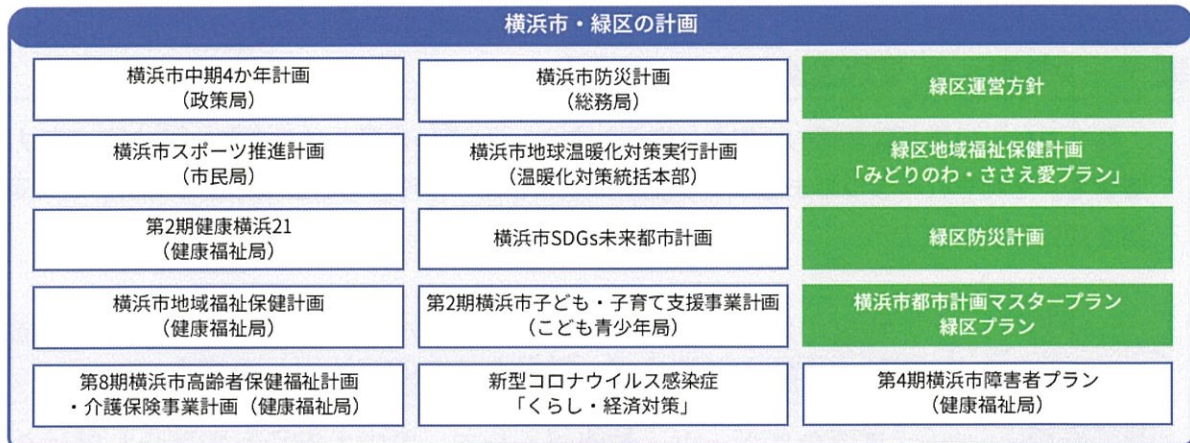 横浜市・緑区の計画
横浜市中期4か年計画
（政策局）
横浜市防災計画
（総務局）
緑区運営方針
横浜市スポーツ推進計画
（市民局）
横浜市地球温暖化対策実行計画
（温暖化対策統括本部）
緑区地域福祉保健計画
「みどりのわ・ささえ愛プラン」
第2期健康横浜21
（健康福祉局）
横浜市SDGs未来都市計画
緑区防災計画
横浜市地域福祉保健計画
（健康福祉局）
第2期横浜市子ども・子育て支援事業計画
（こども青少年局）
横浜市都市計画マスタープラン
緑区プラン
第8期横浜市高齢者保健福祉計画
・介護保険事業計画（健康福祉局）
新型コロナウイルス感染症
「くらし・経済対策」
第4期横浜市障害者プラン
（健康福祉局）